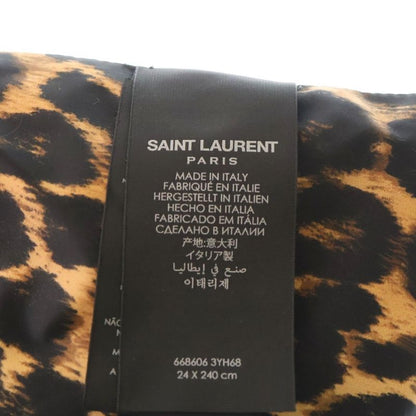 SAINT LAURENT
PARIS
MADE IN ITALY
FABRIQUÉ EN ITALIE
HERGESTELLT IN ITALIEN
HECHO EN ITALIA
FABRICADO EM ITÁLIA
СДЕЛАНО В ИТАЛИИ
产地:意大利
イタリア製
صنع في إيطاليا
이태리제
668606 3YH68
24 X 240 cm
NÃO